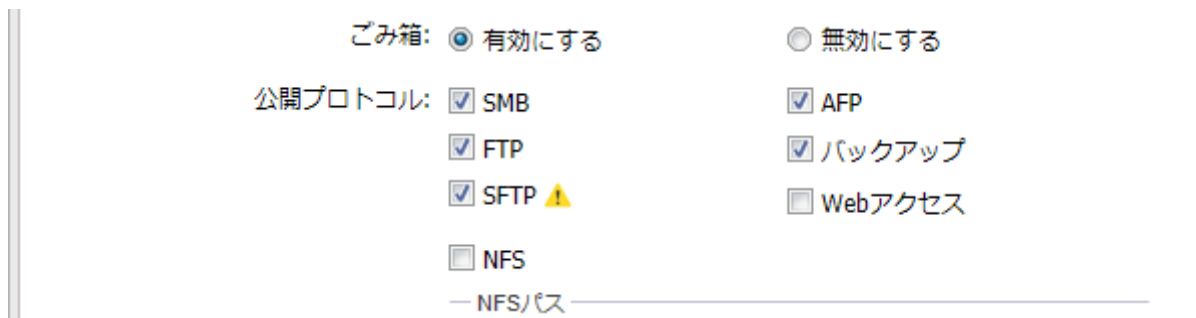 ごみ箱: 有効にする 無効にする
公開プロトコル: SMB AFP
FTP バックアップ
SFTP Webアクセス
NFS
NFSパス